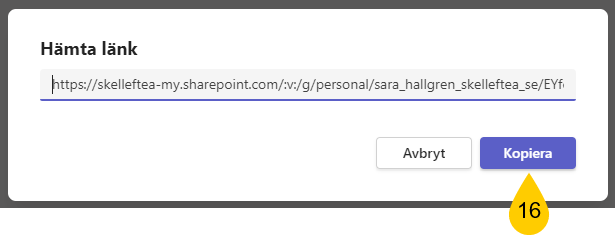 Hämta länk
https://skelleftea-my.sharepoint.com/:v:/g/personal/sara_hallgren_skelleftea_se/EYf
Avbryt
Kopiera
16